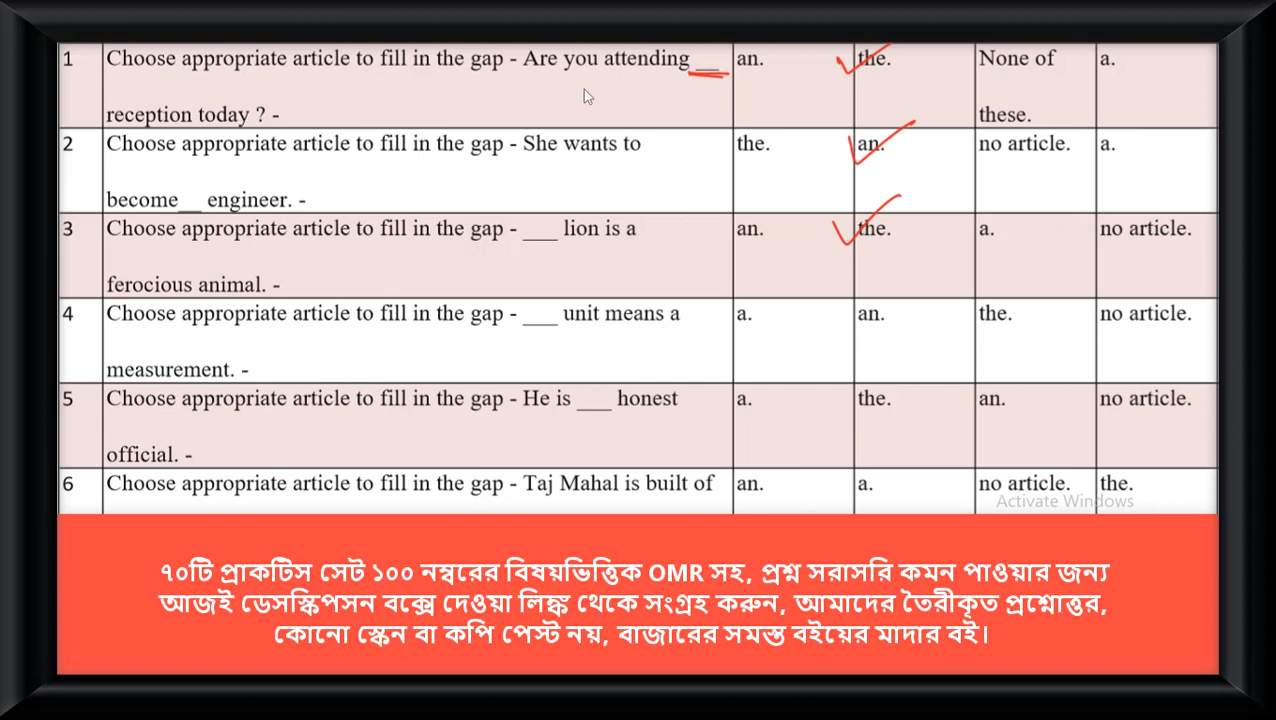 1 Choose appropriate article to fill in the gap - Are you attending __ an. the. None of a.
reception today ? - these.
2 Choose appropriate article to fill in the gap - She wants to the. an. no article. a.
become__ engineer. -
3 Choose appropriate article to fill in the gap - ___ lion is a an. the. a. no article.
ferocious animal. -
4 Choose appropriate article to fill in the gap - ___ unit means a a. an. the. no article.
measurement. -
5 Choose appropriate article to fill in the gap - He is ___ honest a. the. an. no article.
official. -
6 Choose appropriate article to fill in the gap - Taj Mahal is built of an. a. no article. the.
Activate Windows
৭০টি প্রাকটিস সেট ১০০ নম্বরের বিষয়ভিত্তিক OMR সহ, প্রশ্ন সরাসরি কমন পাওয়ার জন্য
আজই ডেসস্কিপসন বক্সে দেওয়া লিঙ্ক থেকে সংগ্রহ করুন, আমাদের তৈরীকৃত প্রশ্নোত্তর,
কোনো স্কেন বা কপি পেস্ট নয়, বাজারের সমস্ত বইয়ের মাদার বই।